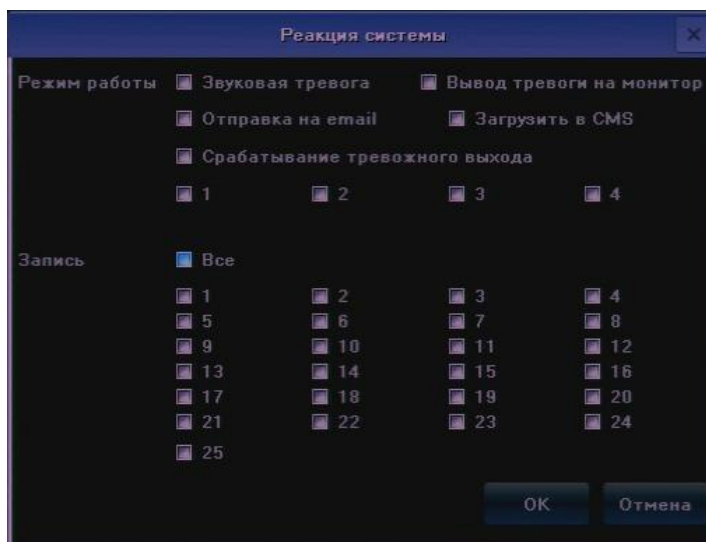 Реакция системы
Режим работы Звуковая тревога Вывод тревоги на монитор
Отправка на email Загрузить в CMS
Срабатывание тревожного выхода
1 2 3 4
Запись Все
1 2 3 4
5 6 7 8
9 10 11 12
13 14 15 16
17 18 19 20
21 22 23 24
25
OK Отмена